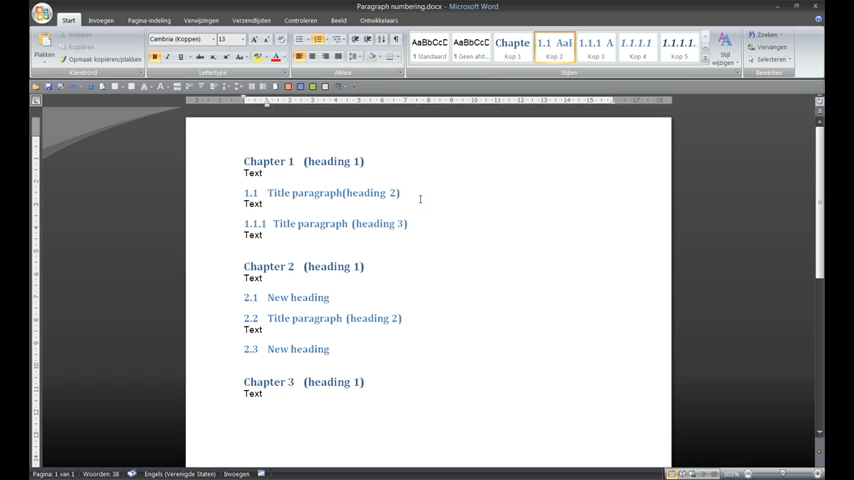 Paragraph numbering.docx - Microsoft Word
Start Invoegen Pagina-indeling Verwijzingen Verzendlijsten Controleren Beeld Ontwikkelaars
Plakken
Knippen
Kopiëren
Opmaak kopiëren/plakken
Klembord
Cambria (Koppen) 13
Lettertype
Alinea
AaBbCcD AaBbCcD Chapte 1.1 AaB 1.1.1 A 1.1.1.1 1.1.1.1.
¶ Standaard ¶ Geen afst... Kop 1 Kop 2 Kop 3 Kop 4 Kop 5
Stijlen
Stijlen wijzigen
Zoeken
Vervangen
Selecteren
Bewerken
Chapter 1 (heading 1)
Text
1.1 Title paragraph(heading 2)
Text
1.1.1 Title paragraph (heading 3)
Text
Chapter 2 (heading 1)
Text
2.1 New heading
2.2 Title paragraph (heading 2)
Text
2.3 New heading
Chapter 3 (heading 1)
Text
Pagina: 1 van 1 Woorden: 38 Engels (Verenigde Staten) Invoegen